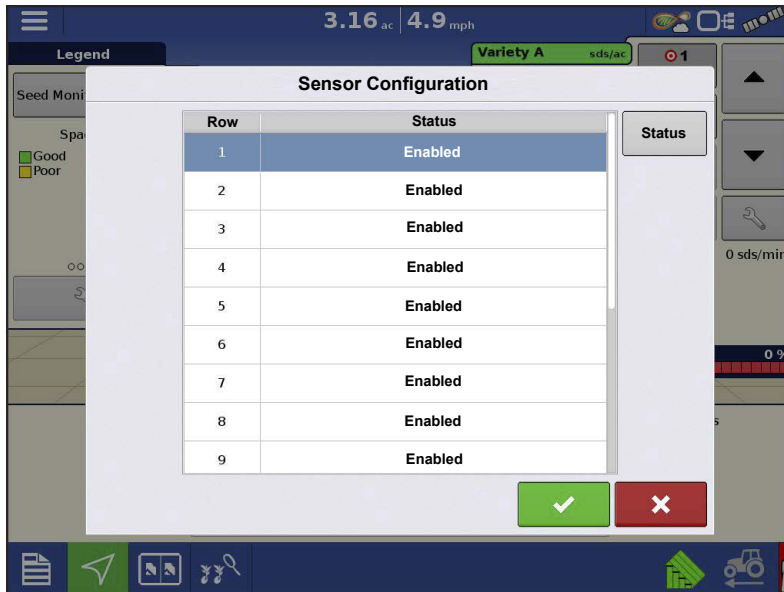 3.16 ac 4.9 mph
Legend
Variety A sds/ac
1
Seed Moni
Spa
Good
Poor
Sensor Configuration
Row Status
1 Enabled
2 Enabled
3 Enabled
4 Enabled
5 Enabled
6 Enabled
7 Enabled
8 Enabled
9 Enabled
Status
0 sds/min
0 %
s